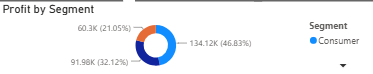 Profit by Segment
60.3K (21.05%)
134.12K (46.83%)
91.98K (32.12%)
Segment
Consumer